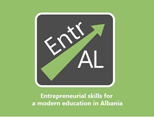 Entr
AL
Entrepreneurial skills for
a modern education in Albania